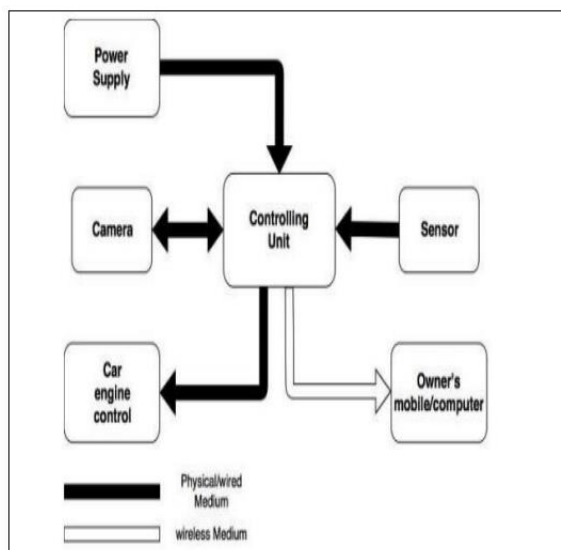 Power
Supply
Camera
Controlling
Unit
Sensor
Car
engine
control
Owner's
mobile/computer
Physical/wired
Medium
wireless Medium